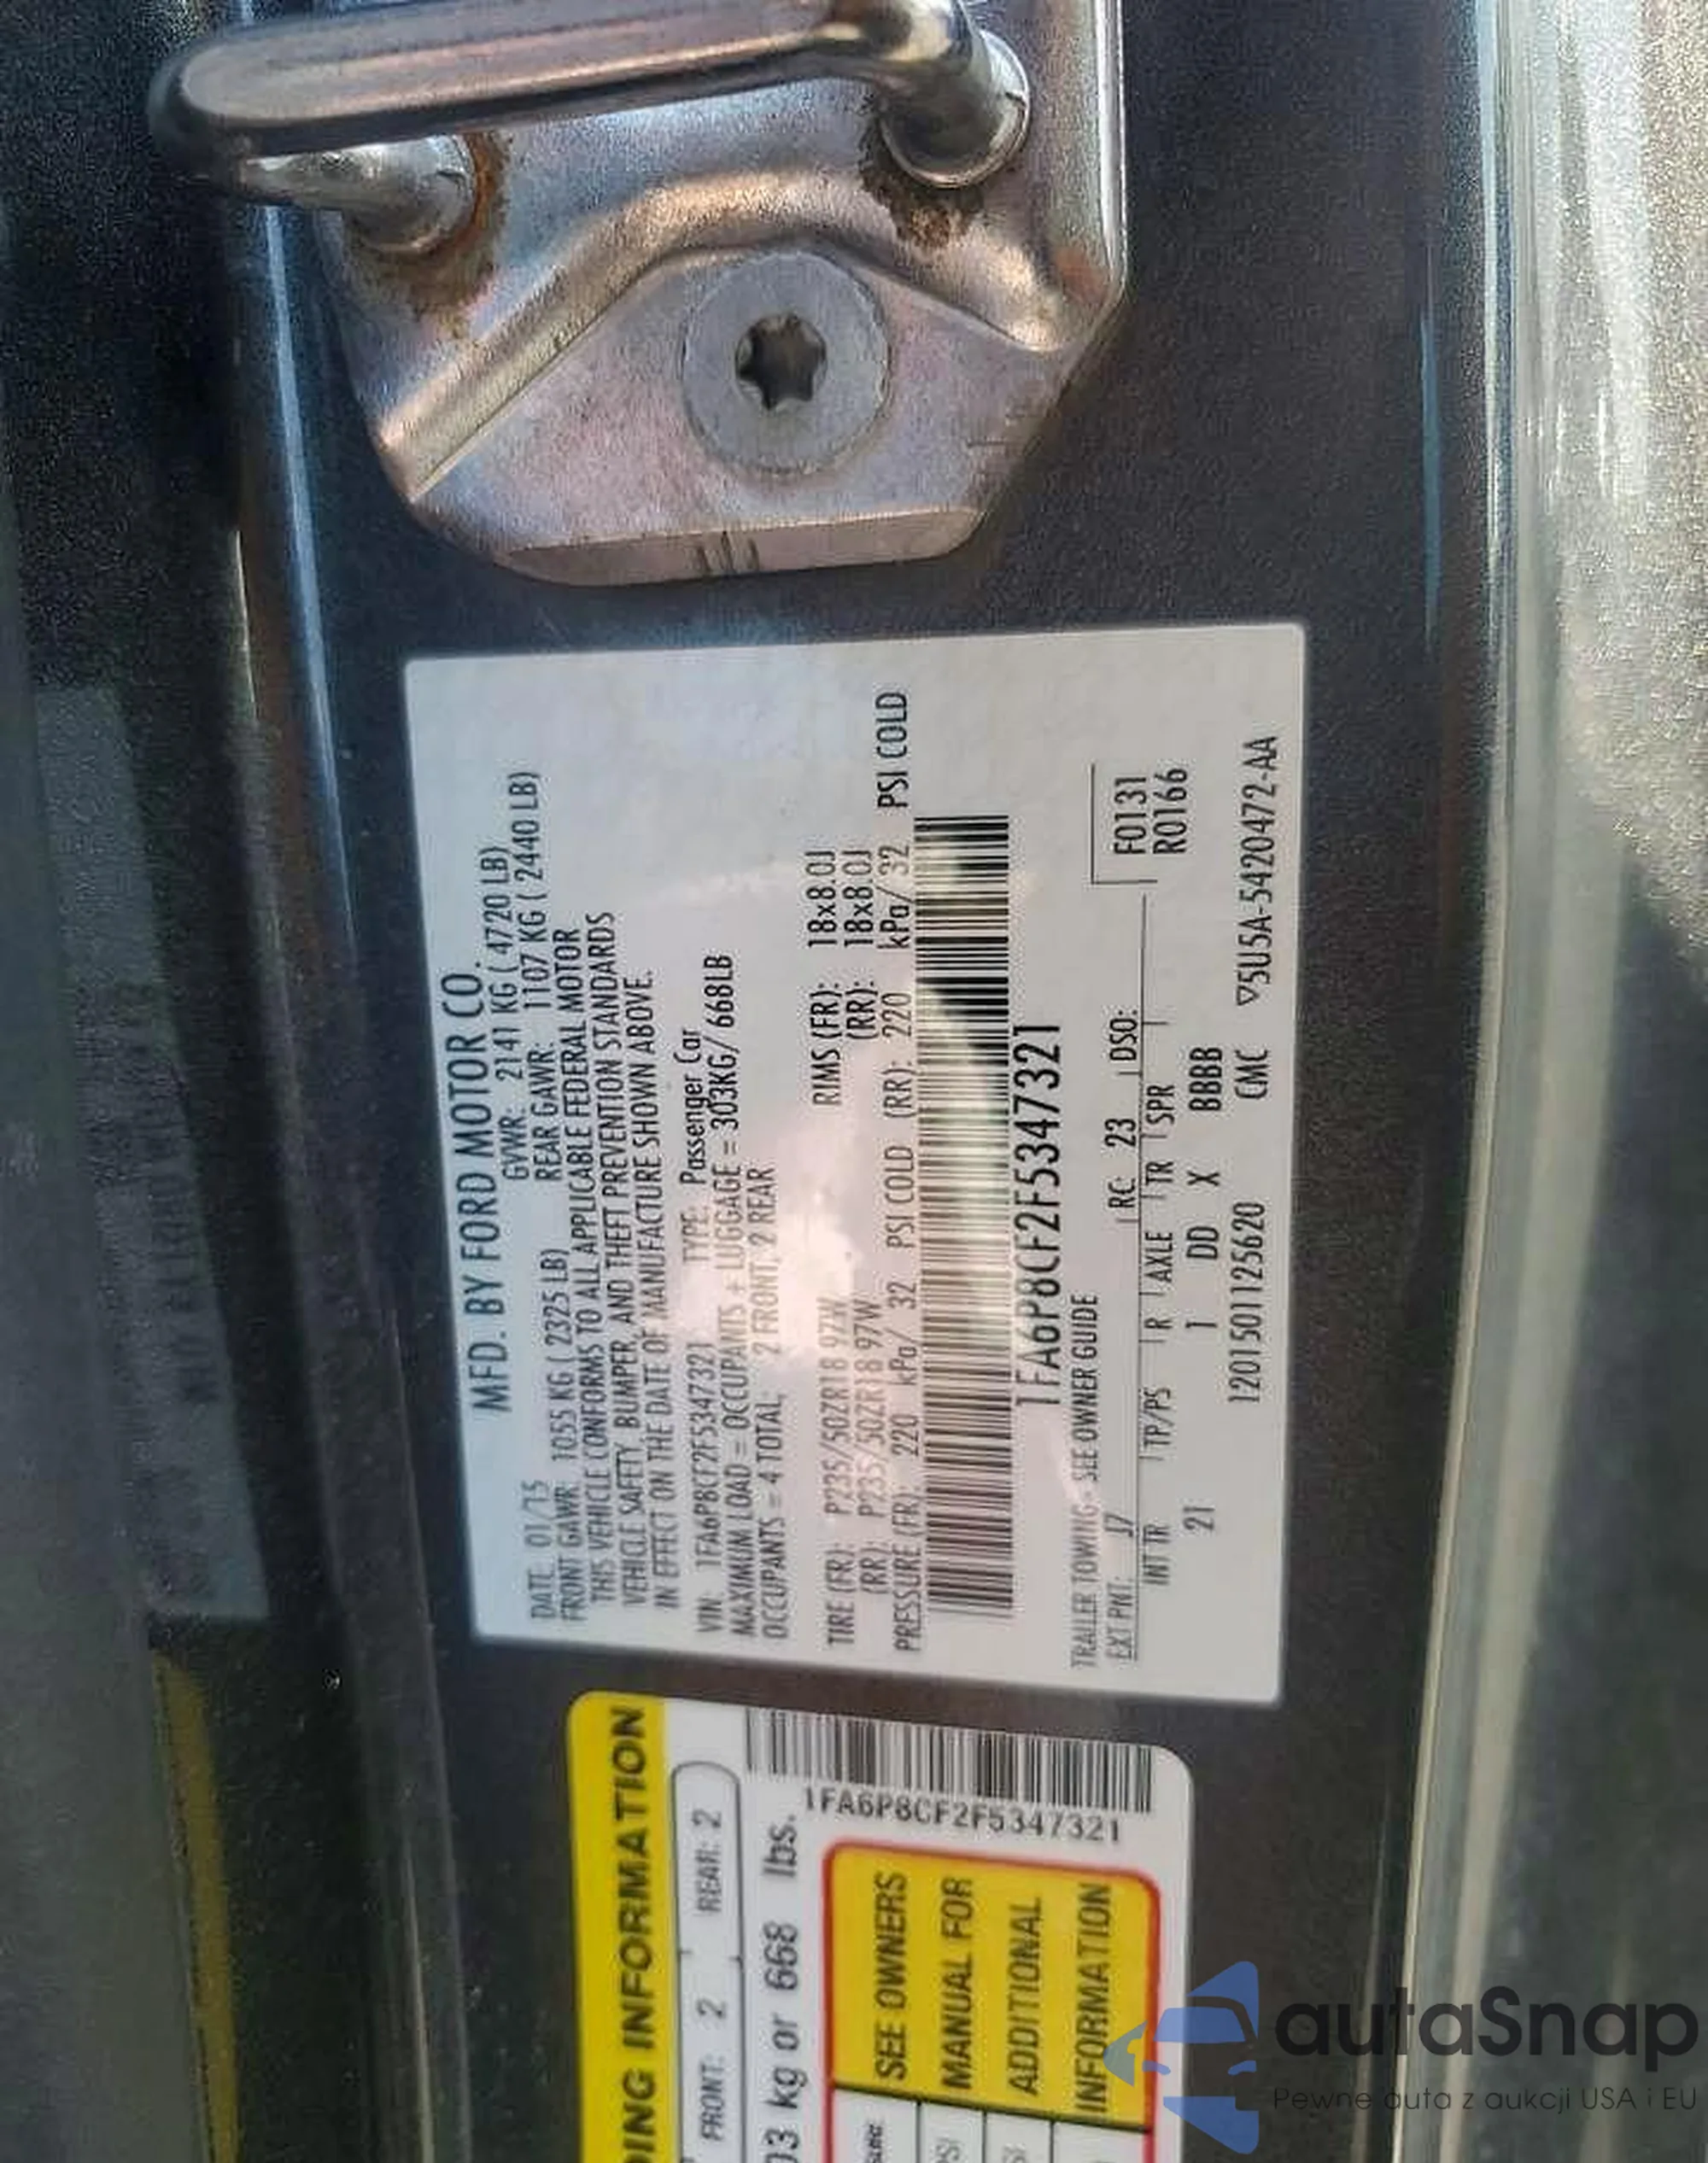 MFD. BY FORD MOTOR CO.
DATE: 01/15 GVWR: 2141 KG ( 4720 LB)
FRONT GAWR: 1055 KG ( 2325 LB) REAR GAWR: 1107 KG ( 2440 LB)
THIS VEHICLE CONFORMS TO ALL APPLICABLE FEDERAL MOTOR
VEHICLE SAFETY, BUMPER, AND THEFT PREVENTION STANDARDS
IN EFFECT ON THE DATE OF MANUFACTURE SHOWN ABOVE.
VIN: 1FA6P8CF2F5347321 TYPE: Passenger Car
MAXIMUM LOAD = OCCUPANTS + LUGGAGE = 303KG/ 668LB
OCCUPANTS = 4 TOTAL; 2 FRONT, 2 REAR
TIRE (FR): P235/50ZR18 97W RIMS (FR): 18x8.0J
(RR): P235/50ZR18 97W (RR): 18x8.0J
PRESSURE (FR): 220 kPa/ 32 PSI COLD (RR): 220 kPa/ 32 PSI COLD
1FA6P8CF2F5347321
TRAILER TOWING - SEE OWNER GUIDE
EXT PNT: J7 RC: 23 DSO: F0131
INT TR TP/PS R AXLE TR SPR R0166
21 1 DD X BBBB
1201501125620 CMC ▽5U5A-5420472-AA
DING INFORMATION
FRONT: 2 REAR: 2
03 kg or 668 lbs.
1FA6P8CF2F5347321
SEE OWNERS
MANUAL FOR
ADDITIONAL
INFORMATION
autaSnap
Pewne auta z aukcji USA i EU